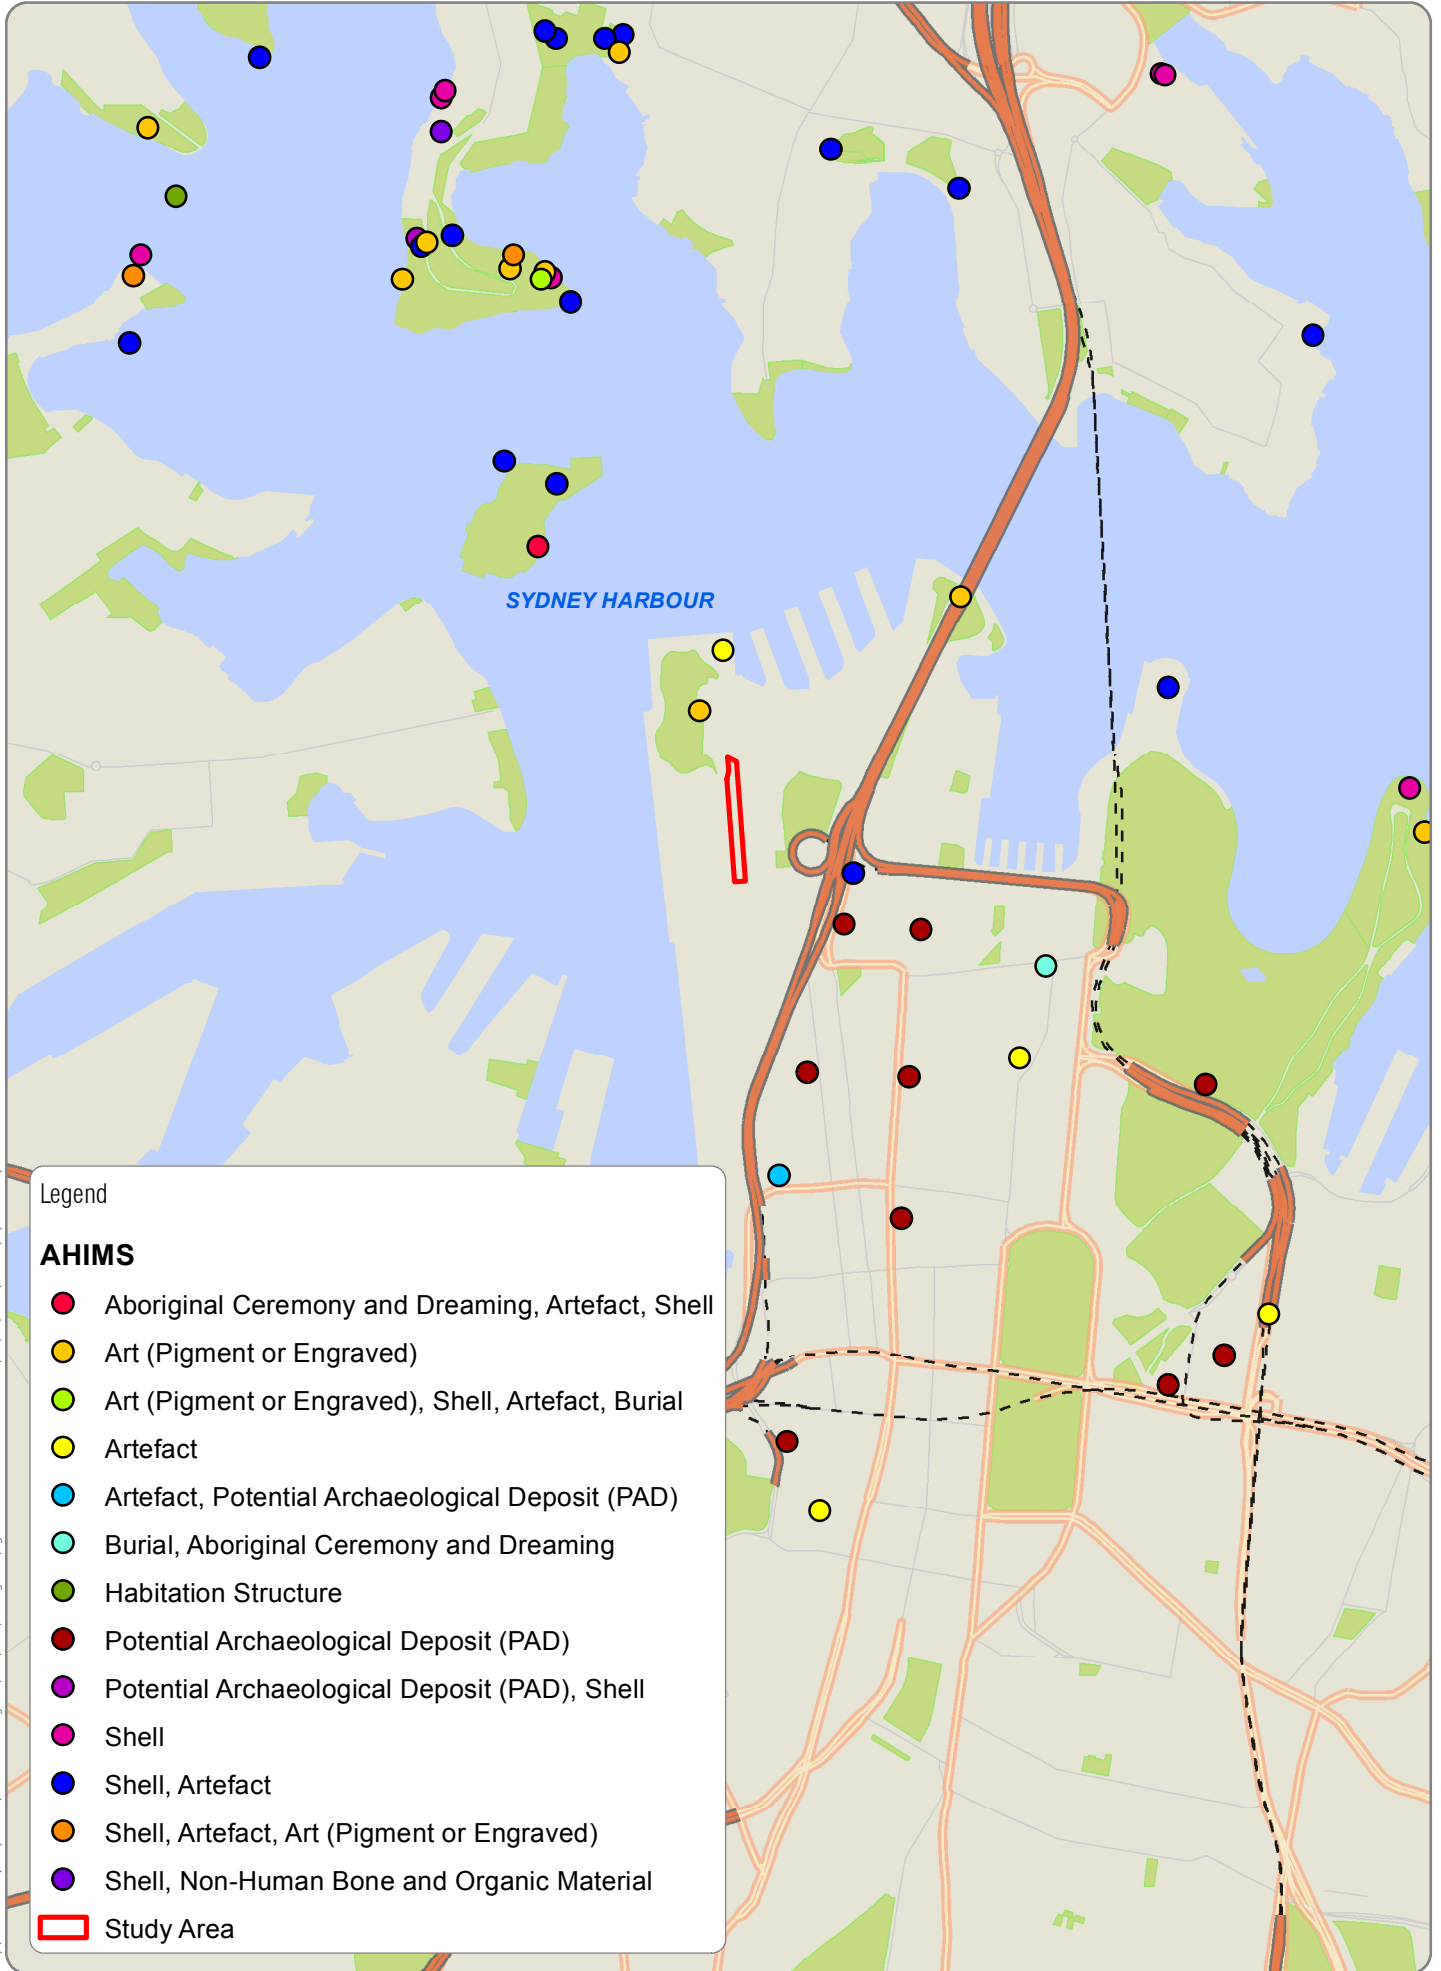 SYDNEY HARBOUR
Legend
AHIMS
Aboriginal Ceremony and Dreaming, Artefact, Shell
Art (Pigment or Engraved)
Art (Pigment or Engraved), Shell, Artefact, Burial
Artefact
Artefact, Potential Archaeological Deposit (PAD)
Burial, Aboriginal Ceremony and Dreaming
Habitation Structure
Potential Archaeological Deposit (PAD)
Potential Archaeological Deposit (PAD), Shell
Shell
Shell, Artefact
Shell, Artefact, Art (Pigment or Engraved)
Shell, Non-Human Bone and Organic Material
Study Area